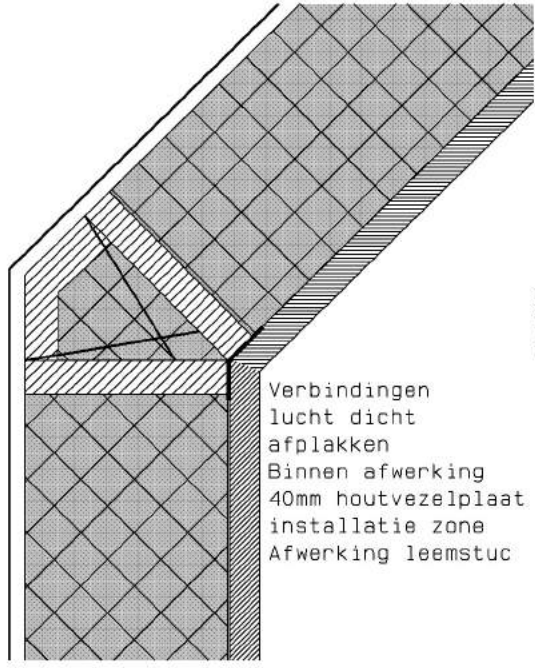 Verbindingen
lucht dicht
afplakken
Binnen afwerking
40mm houtvezelplaat
installatie zone
Afwerking leemstuc